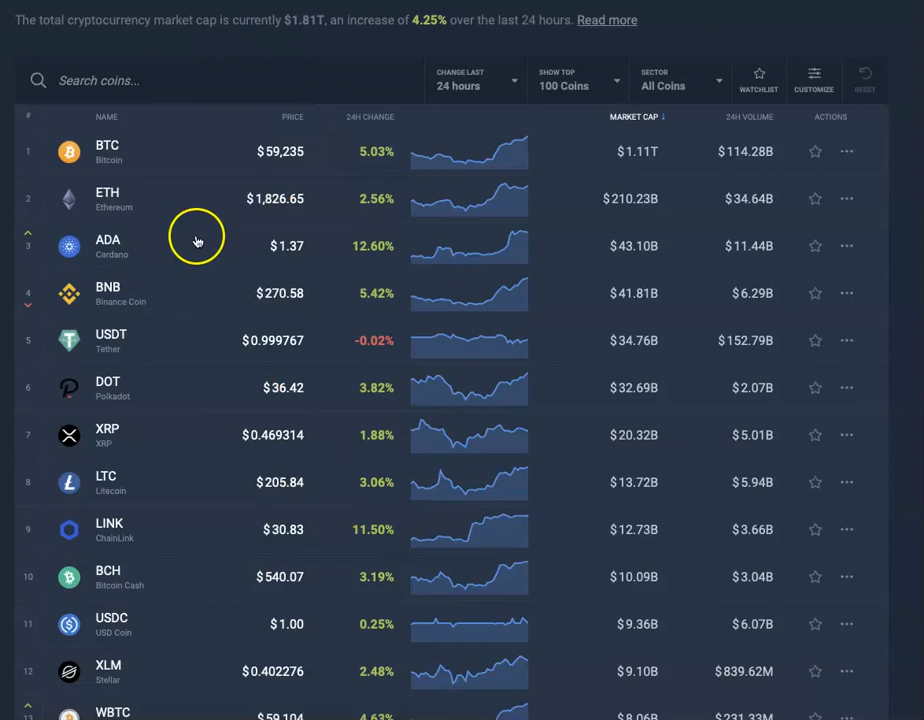 The total cryptocurrency market cap is currently $1.81T, an increase of 4.25% over the last 24 hours. Read more
Search coins...
CHANGE LAST
24 hours
SHOW TOP
100 Coins
SECTOR
All Coins
WATCHLIST
CUSTOMIZE
RESET
# NAME PRICE 24H CHANGE MARKET CAP ↓ 24H VOLUME ACTIONS
1 BTC $59,235 5.03% $1.11T $114.28B
Bitcoin
2 ETH $1,826.65 2.56% $210.23B $34.64B
Ethereum
3 ADA $1.37 12.60% $43.10B $11.44B
Cardano
4 BNB $270.58 5.42% $41.81B $6.29B
Binance Coin
5 USDT $0.999767 -0.02% $34.76B $152.79B
Tether
6 DOT $36.42 3.82% $32.69B $2.07B
Polkadot
7 XRP $0.469314 1.88% $20.32B $5.01B
XRP
8 LTC $205.84 3.06% $13.72B $5.94B
Litecoin
9 LINK $30.83 11.50% $12.73B $3.66B
ChainLink
10 BCH $540.07 3.19% $10.09B $3.04B
Bitcoin Cash
11 USDC $1.00 0.25% $9.36B $6.07B
USD Coin
12 XLM $0.402276 2.48% $9.10B $839.62M
Stellar
13 WBTC $59,104 4.63% $8.06B $231.33M